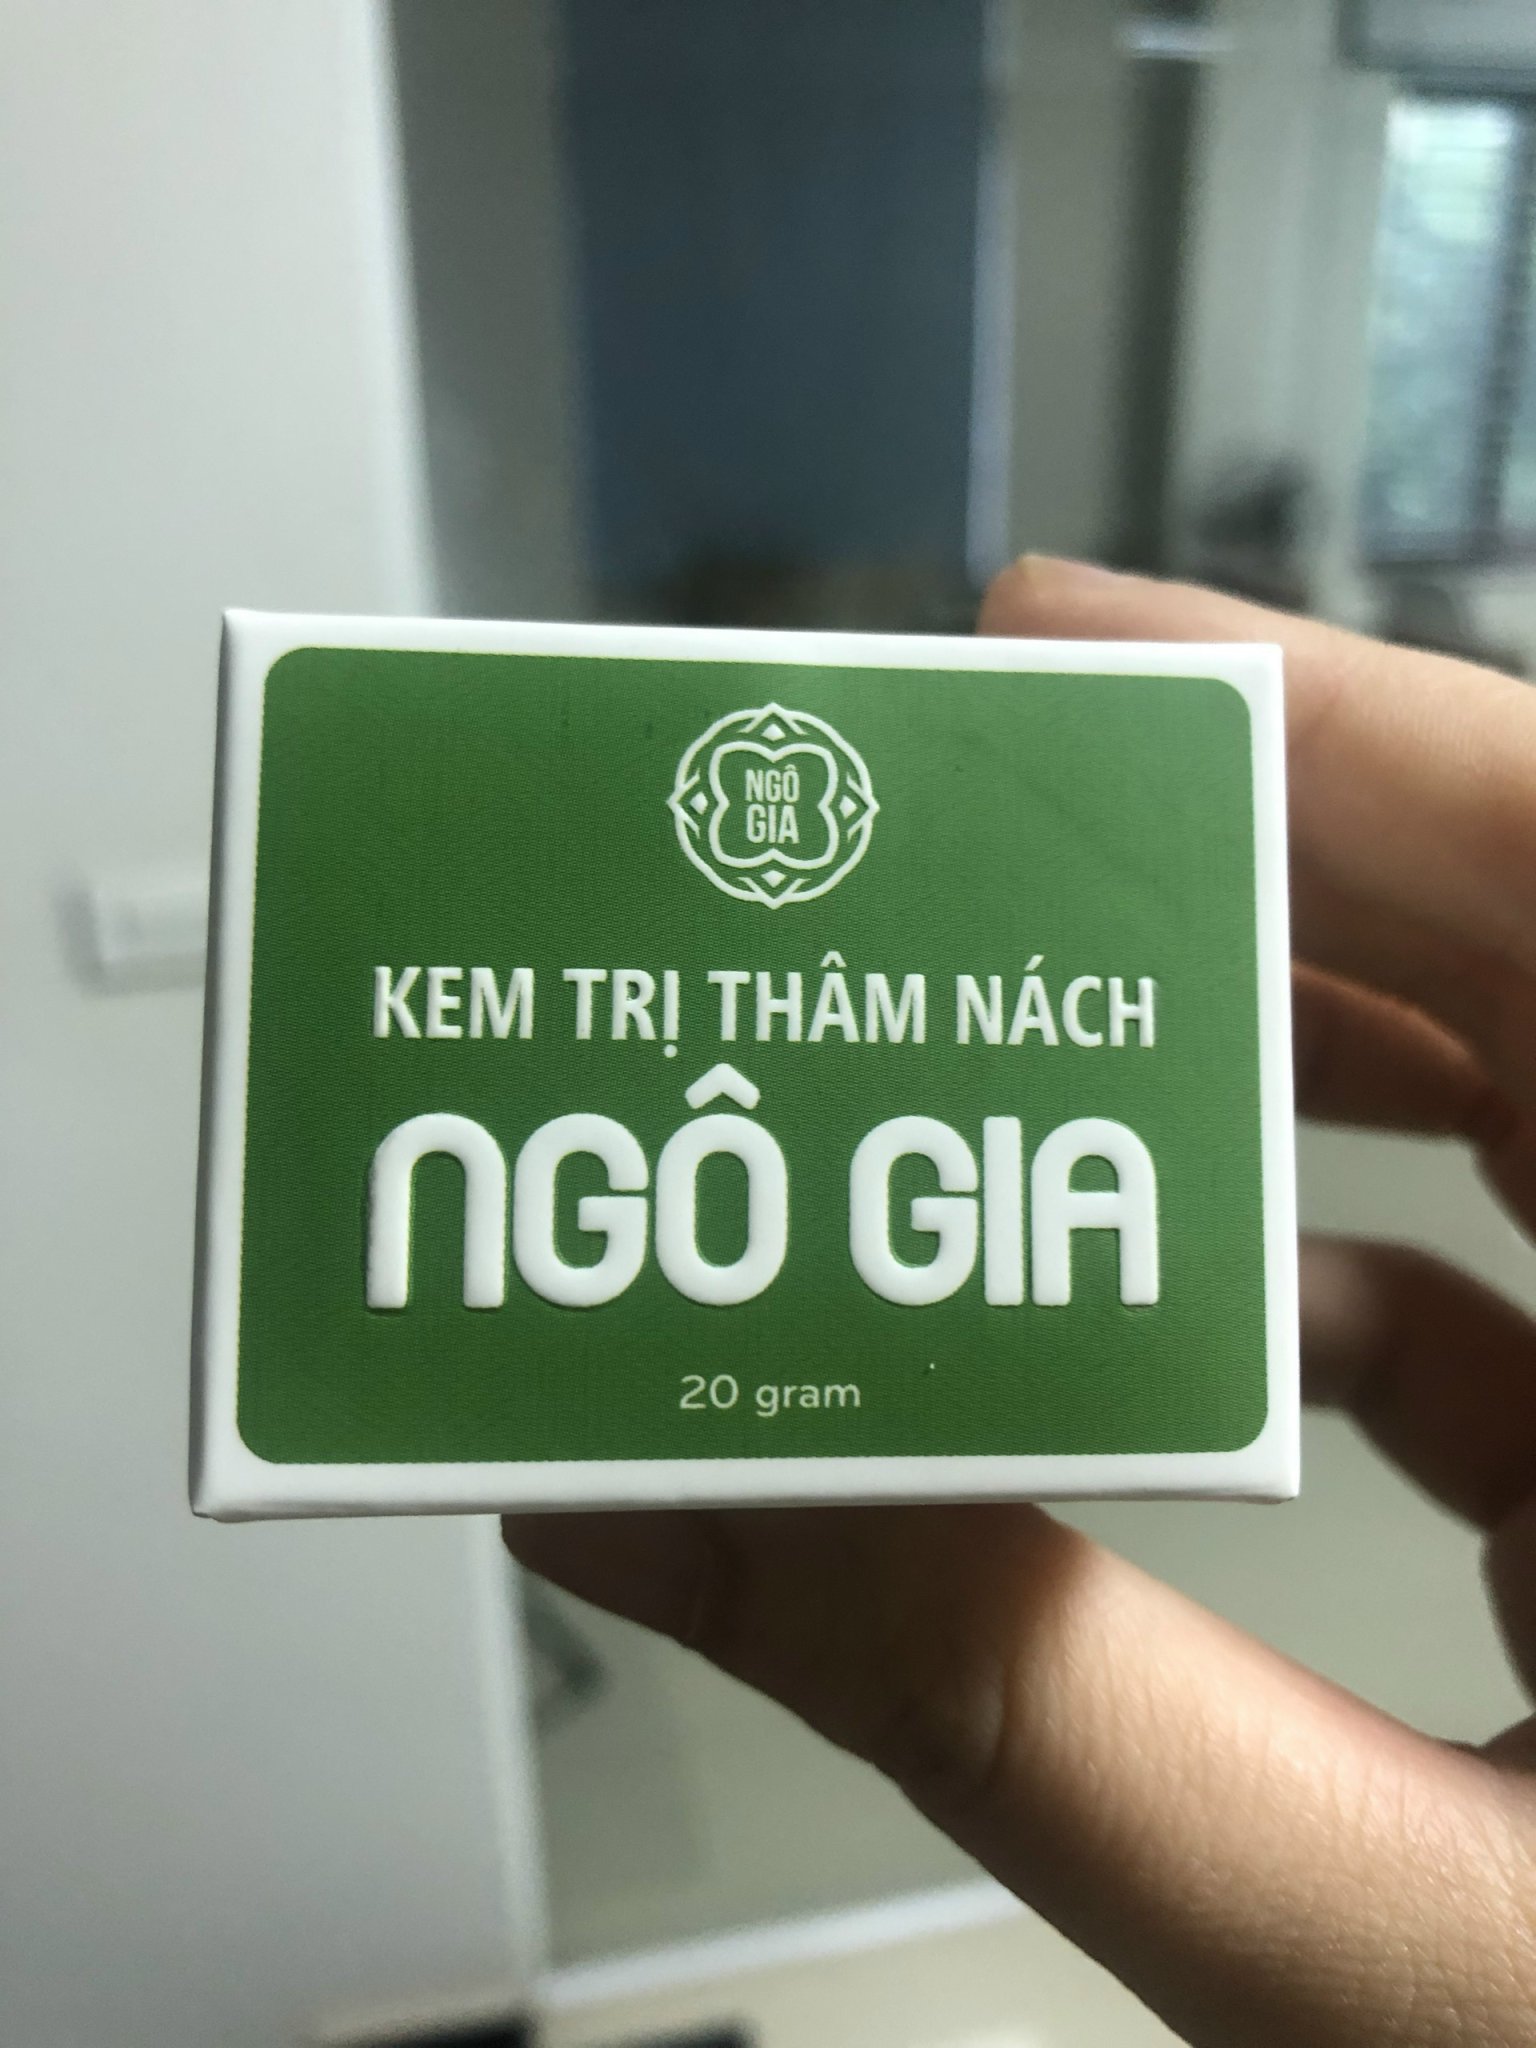 NGÔ
GIA
KEM TRỊ THÂM NÁCH
NGÔ GIA
20 gram